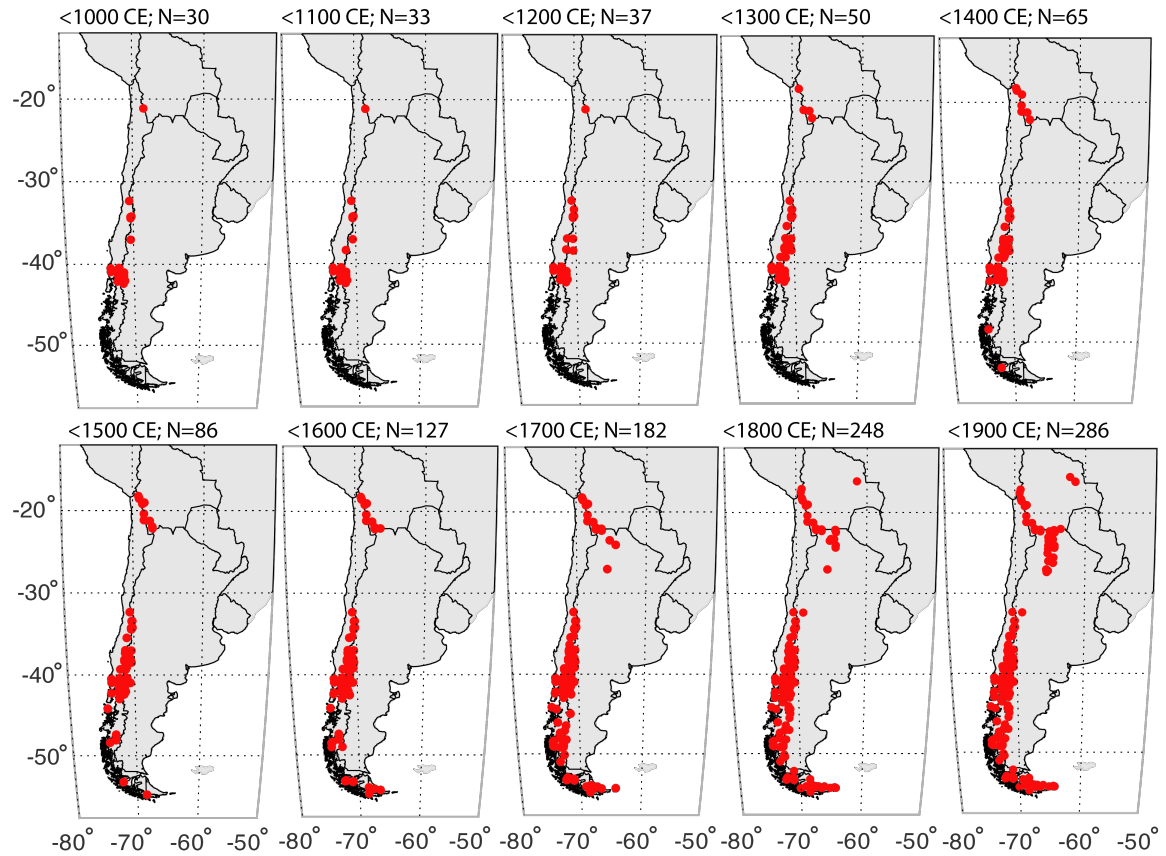 <1000 CE; N=30
<1100 CE; N=33
<1200 CE; N=37
<1300 CE; N=50
<1400 CE; N=65
-20°
-30°
-40°
-50°
<1500 CE; N=86
<1600 CE; N=127
<1700 CE; N=182
<1800 CE; N=248
<1900 CE; N=286
-20°
-30°
-40°
-50°
-80° -70° -60° -50° -80° -70° -60° -50° -80° -70° -60° -50° -80° -70° -60° -50° -80° -70° -60° -50°